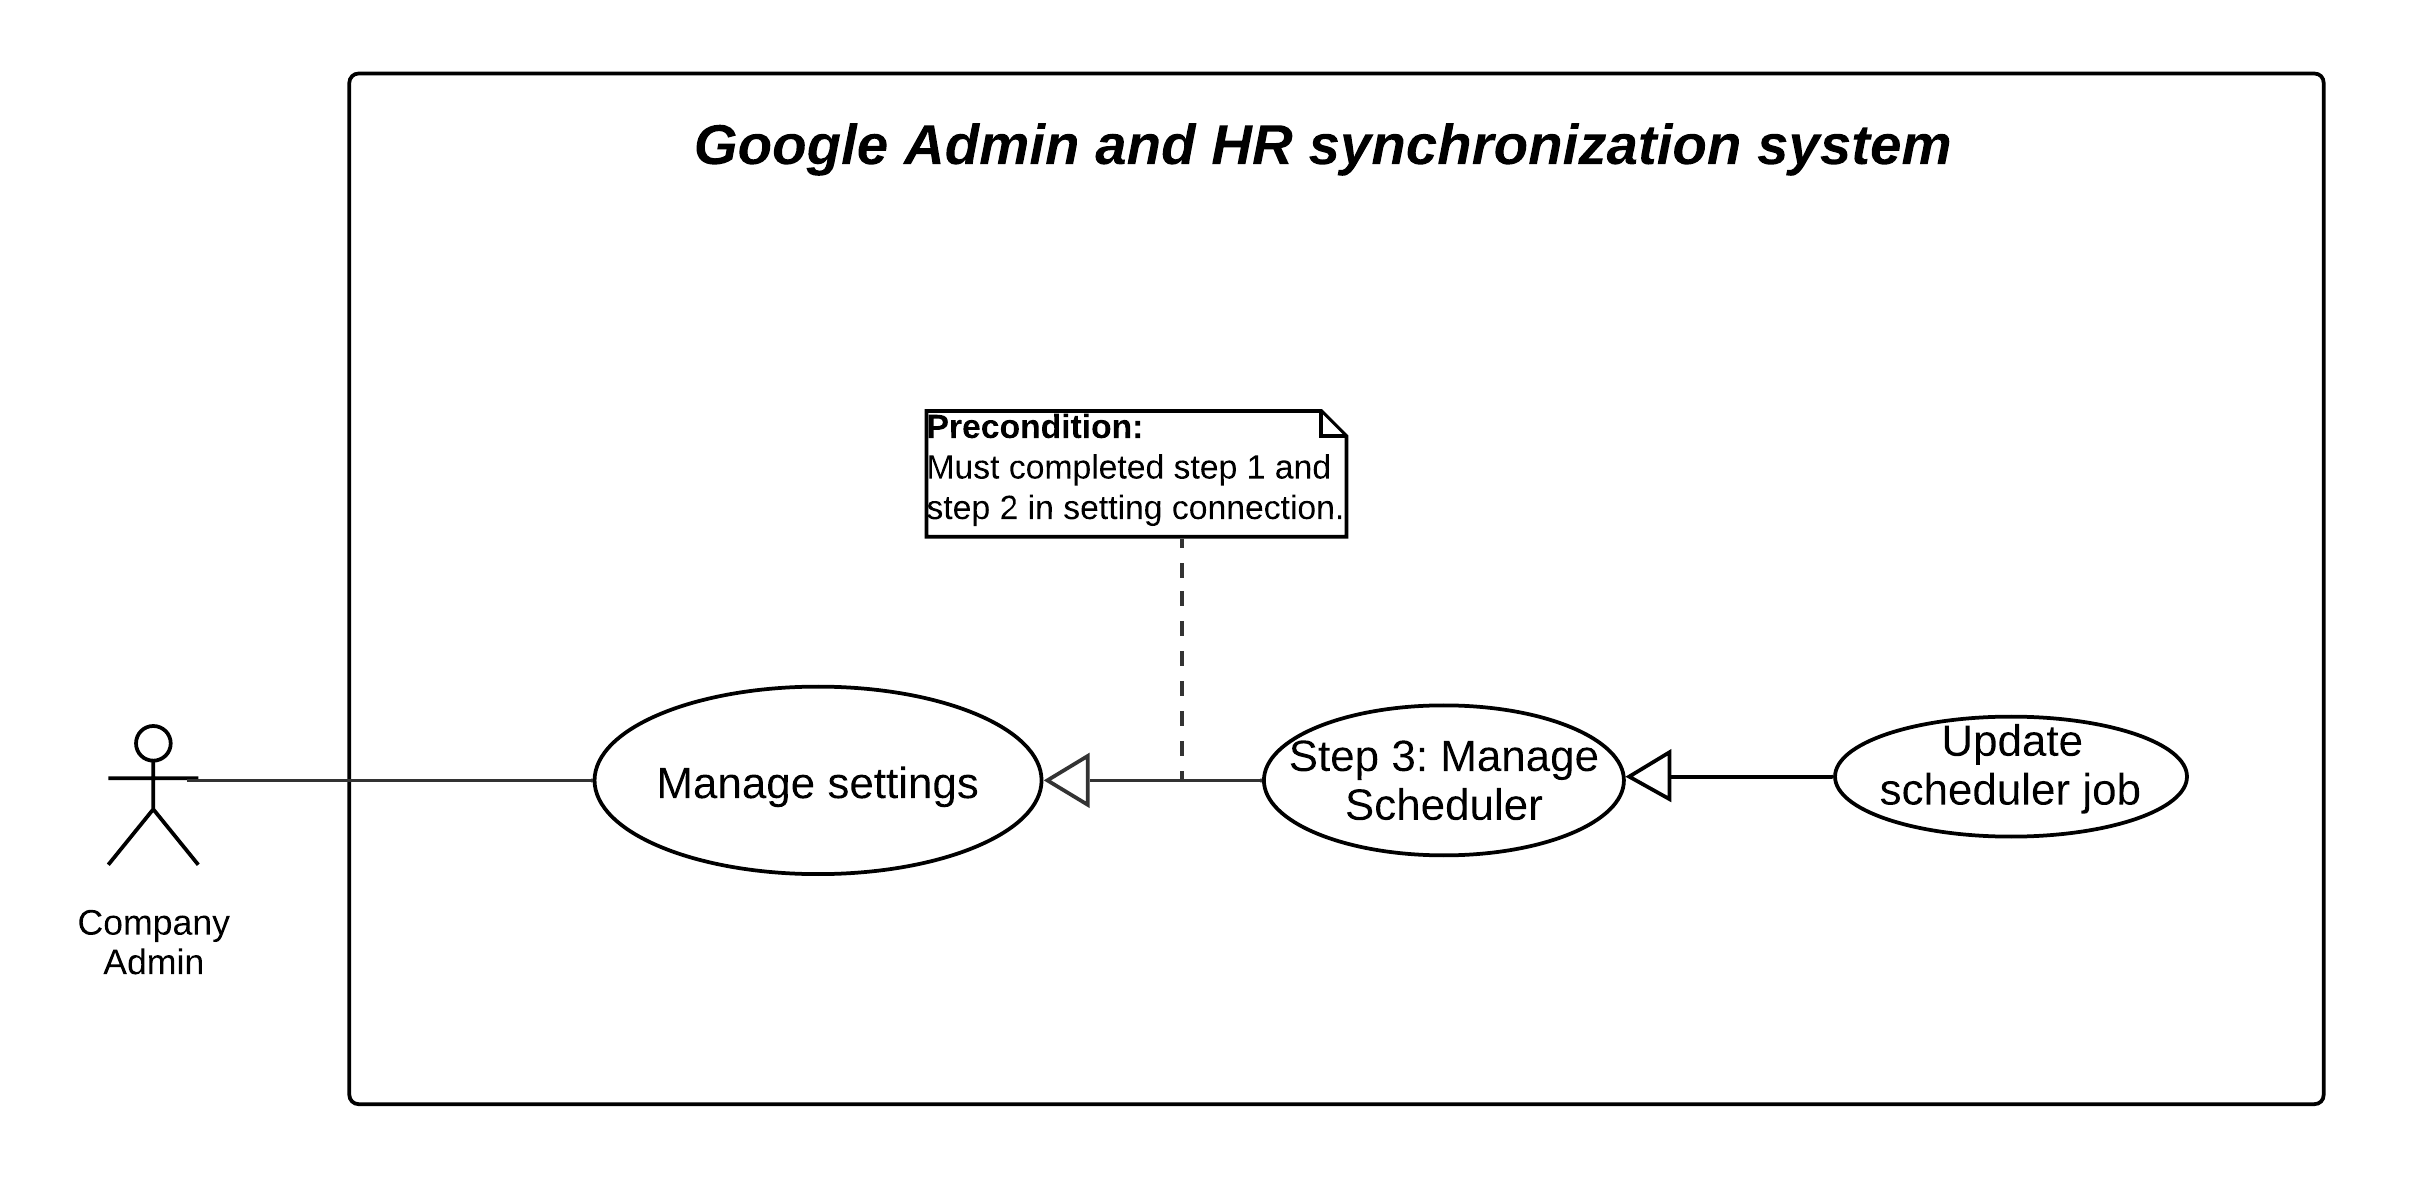 Google Admin and HR synchronization system
Precondition:
Must completed step 1 and
step 2 in setting connection.
Manage settings
Step 3: Manage
Scheduler
Update
scheduler job
Company
Admin